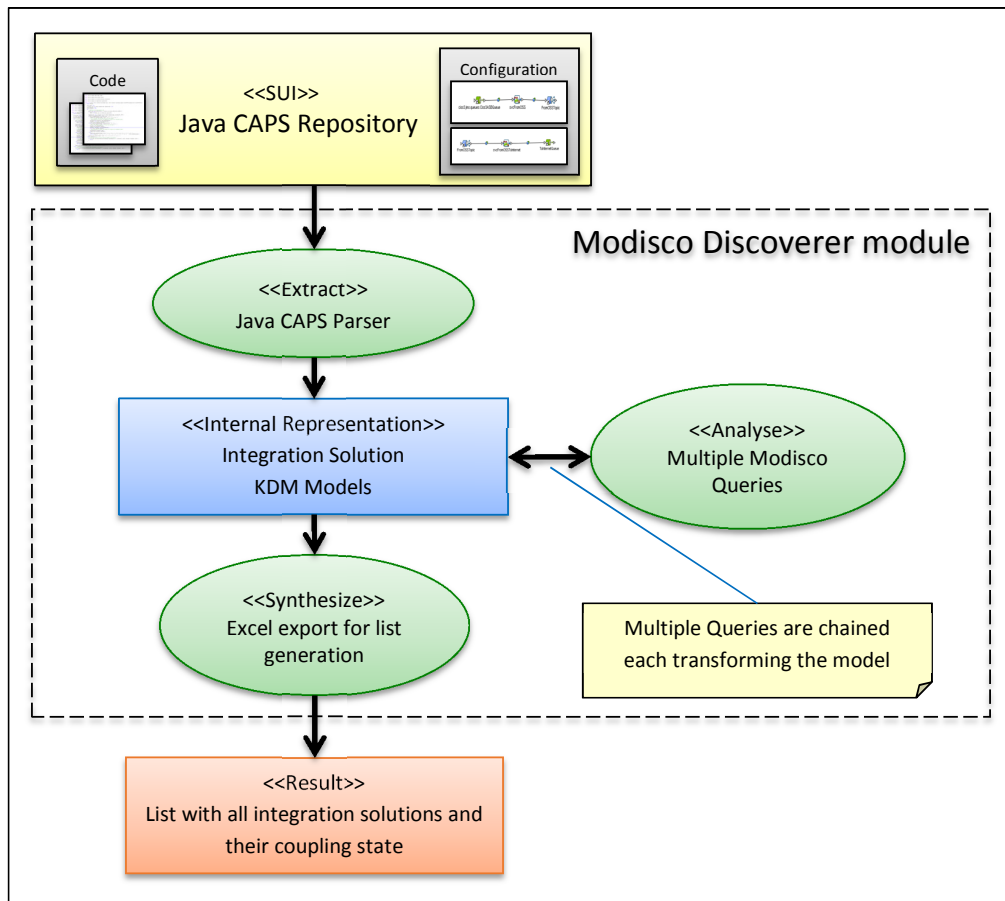 Code
<<SUI>>
Java CAPS Repository
Configuration
Modisco Discoverer module
<<Extract>>
Java CAPS Parser
<<Internal Representation>>
Integration Solution
KDM Models
<<Analyse>>
Multiple Modisco
Queries
<<Synthesize>>
Excel export for list
generation
Multiple Queries are chained
each transforming the model
<<Result>>
List with all integration solutions and
their coupling state